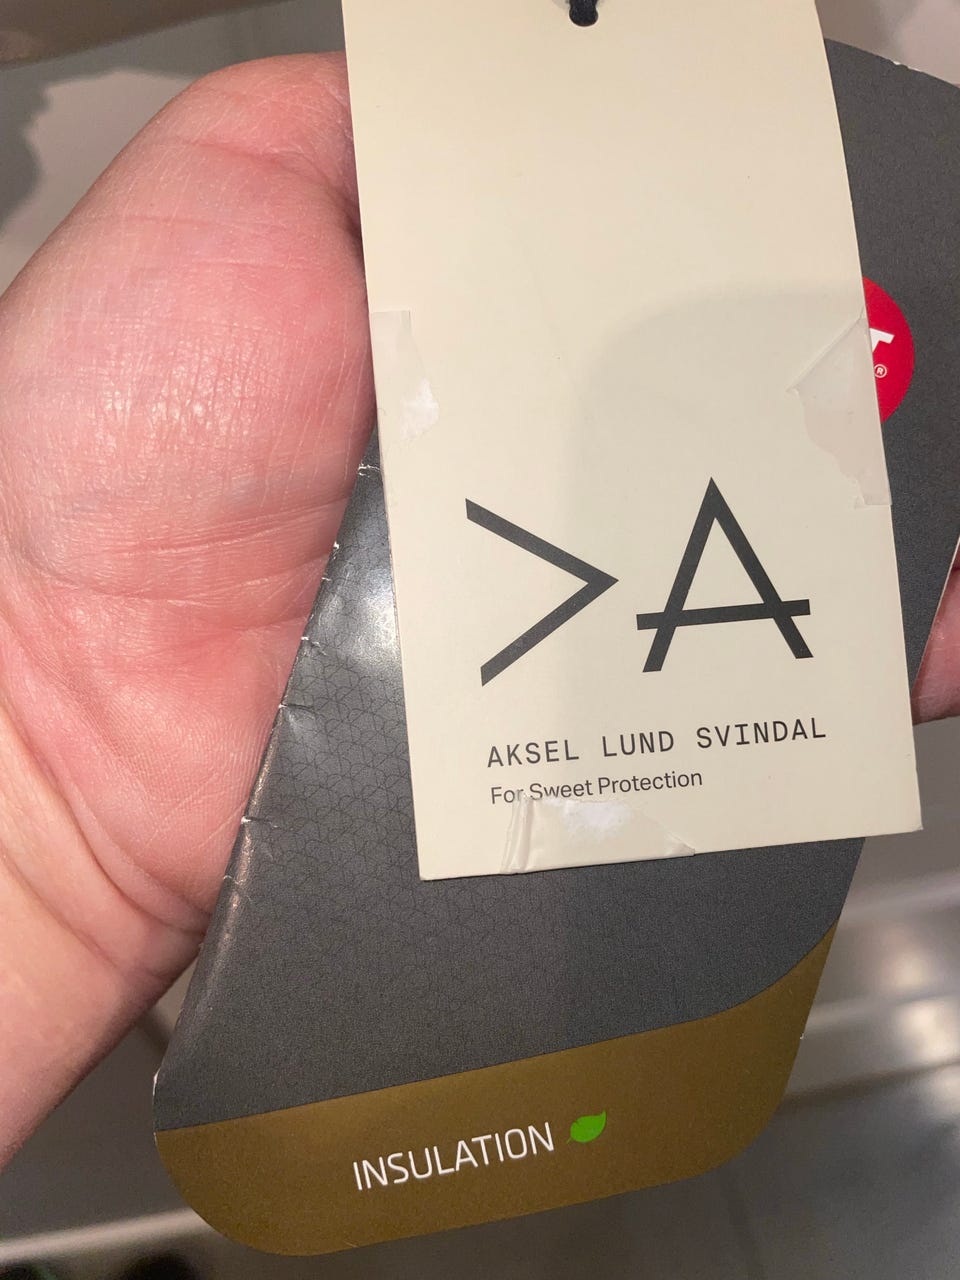 T
®
>A
AKSEL LUND SVINDAL
For Sweet Protection
INSULATION